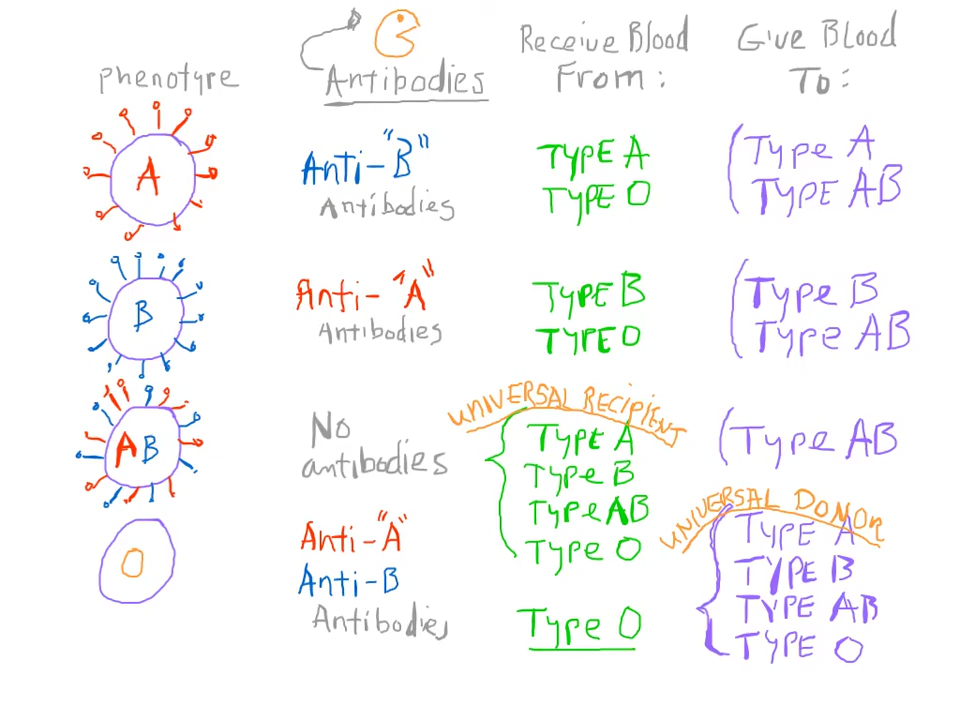 Phenotype
Antibodies
Receive Blood
From:
Give Blood
To:
A
Anti-"B"
Antibodies
TYPE A
TYPE O
Type A
TYPE AB
B
Anti-"A"
Antibodies
TYPE B
TYPE O
Type B
Type AB
AB
No
antibodies
UNIVERSAL RECIPIENT
TYPE A
TYPE B
TYPE AB
TYPE O
Type AB
O
Anti-"A"
Anti-B
Antibodies
Type O
UNIVERSAL DONOR
TYPE A
TYPE B
TYPE AB
TYPE O